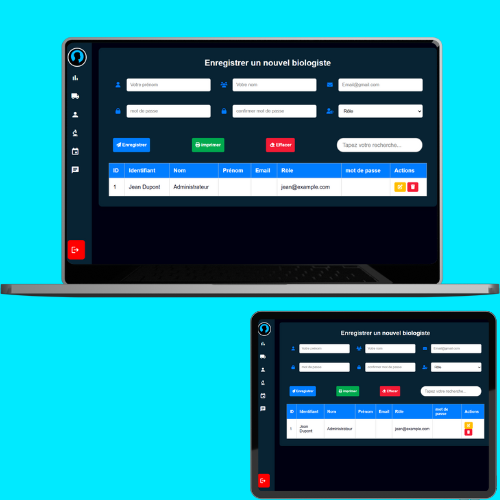 Enregistrer un nouvel biologiste
Votre prénom Votre nom Email@gmail.com
mot de passe confirmer mot de passe Rôle
Enregistrer Imprimer Effacer Tapez votre recherche...
ID Identifiant Nom Prénom Email Rôle mot de passe Actions
1 Jean Dupont Administrateur jean@example.com
Enregistrer un nouvel biologiste
Votre prénom Votre nom Email@gmail.com
mot de passe confirmer mot de passe Rôle
Enregistrer Imprimer Effacer Tapez votre recherche...
ID Identifiant Nom Prénom Email Rôle mot de passe Actions
1 Jean Dupont Administrateur jean@example.com